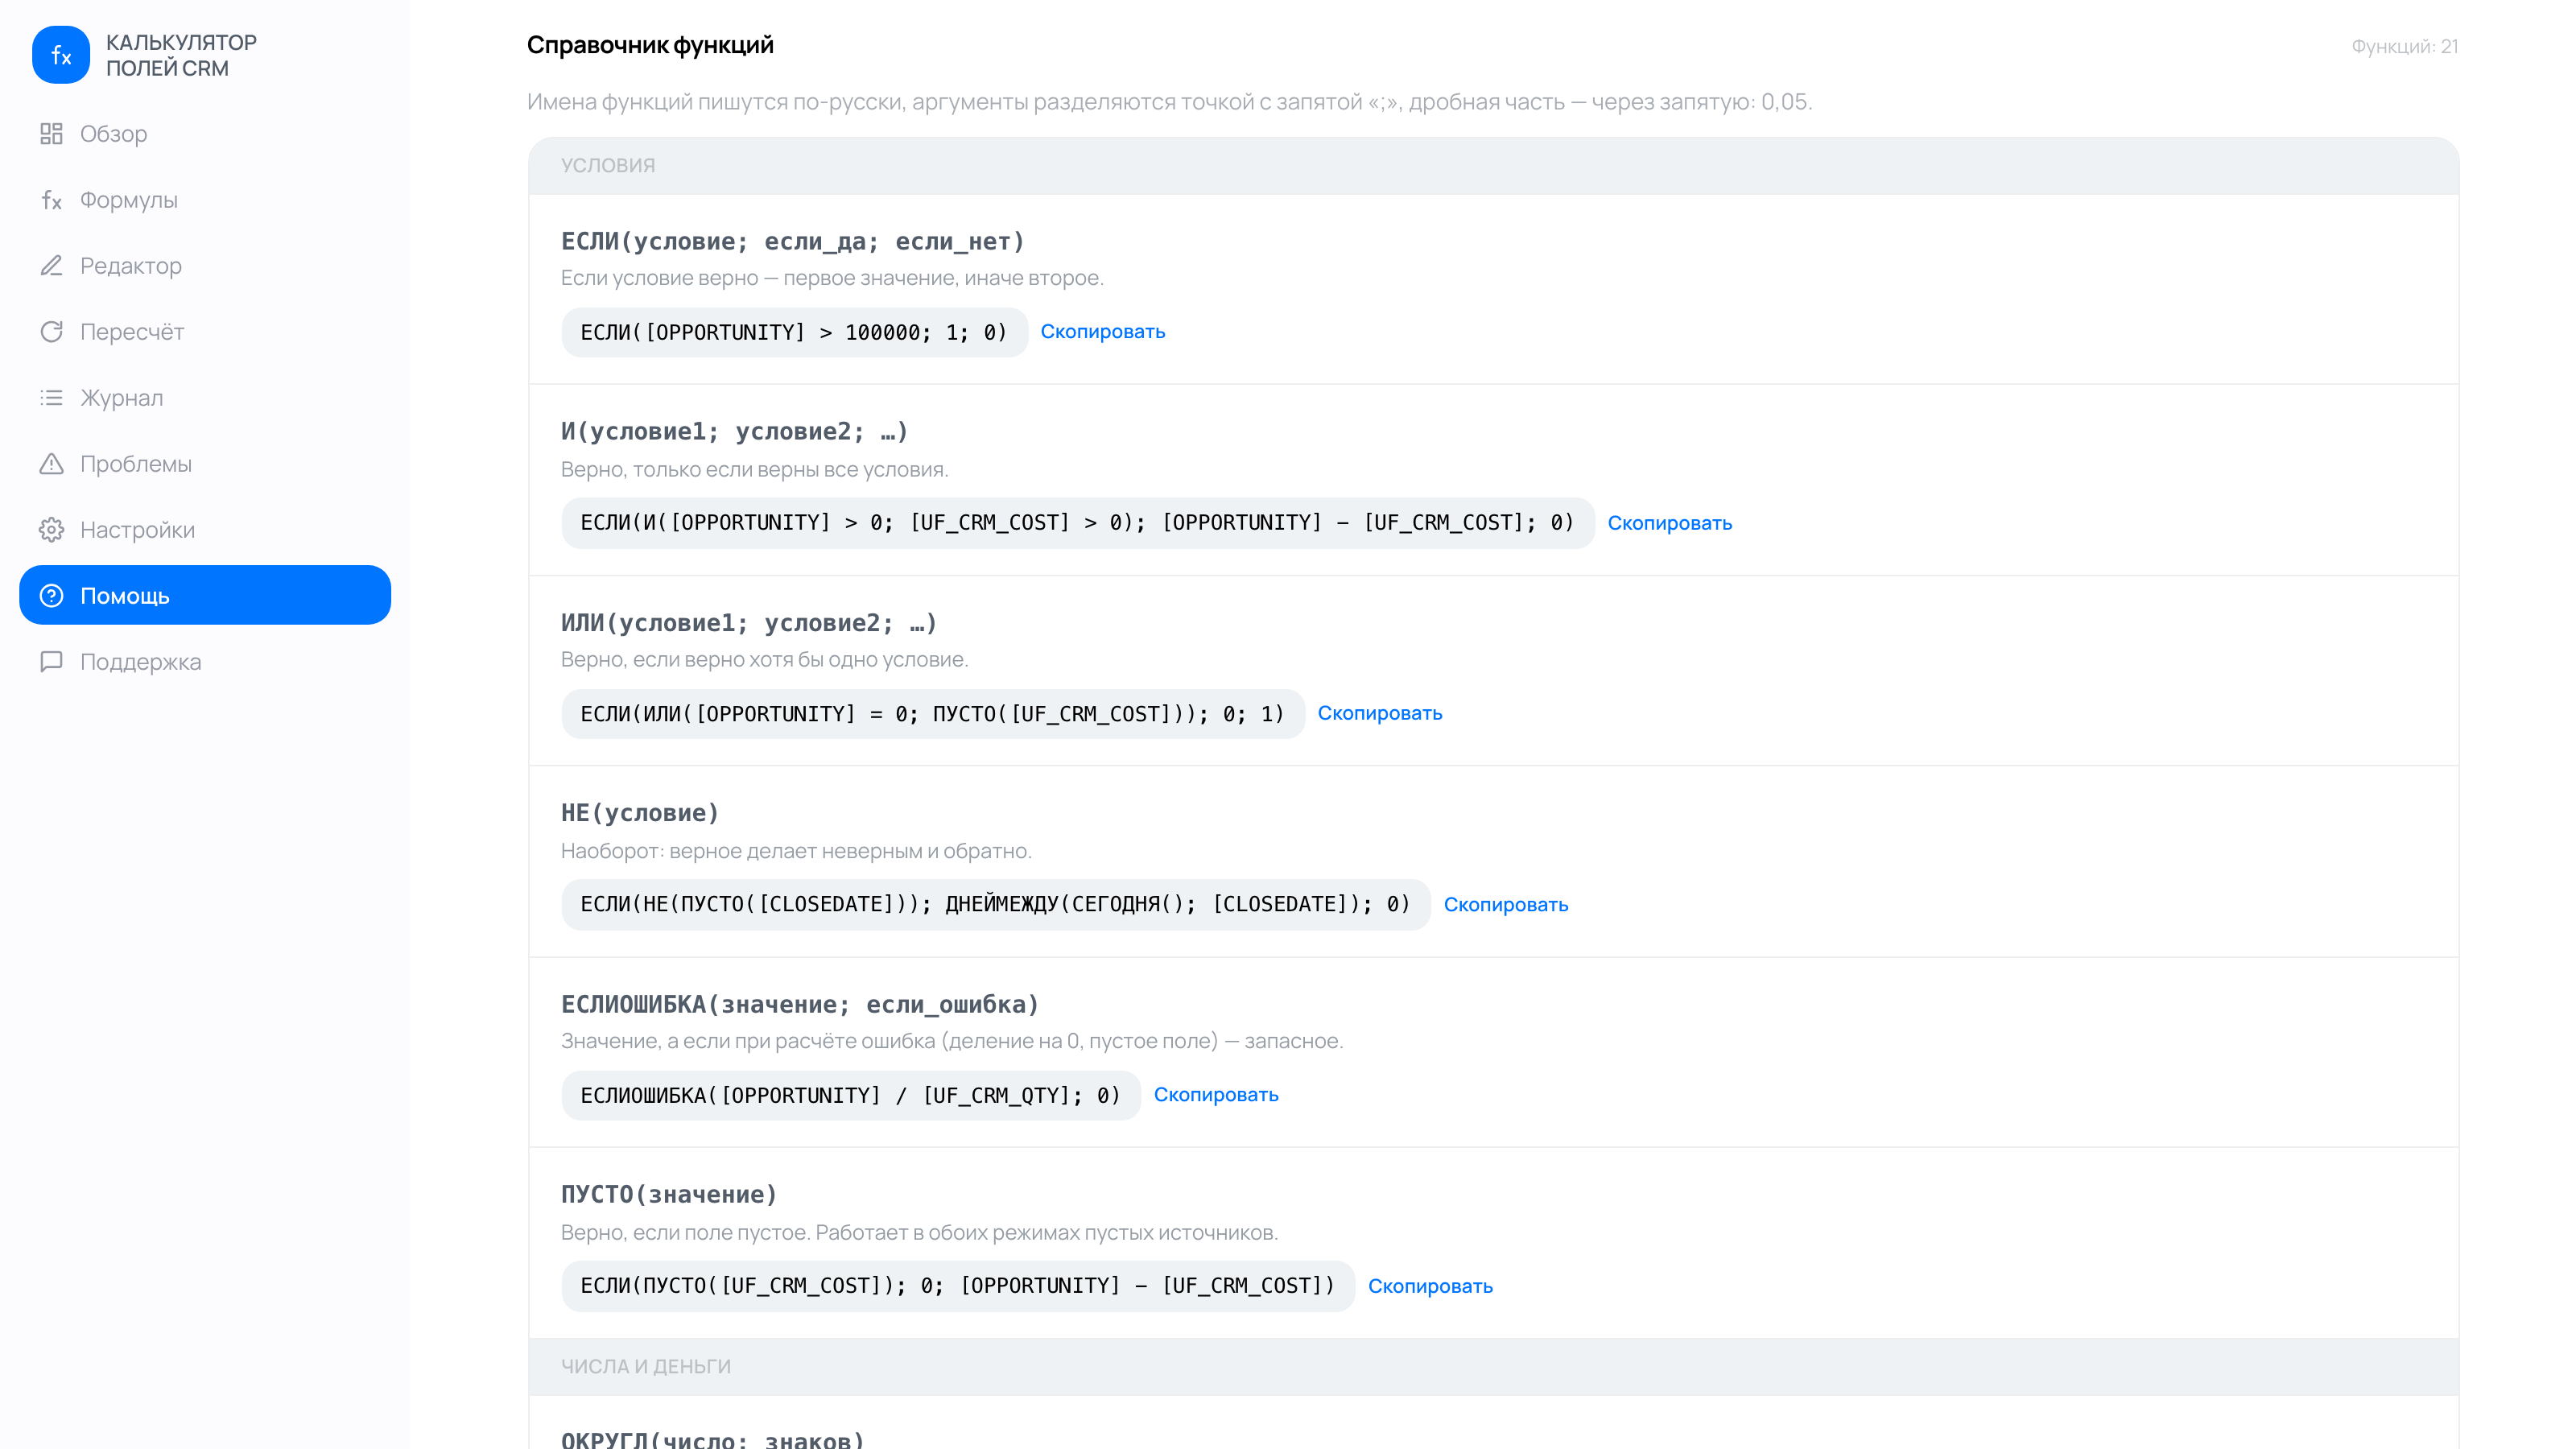 КАЛЬКУЛЯТОР
ПОЛЕЙ CRM
Обзор
Формулы
Редактор
Пересчёт
Журнал
Проблемы
Настройки
Помощь
Поддержка
Справочник функций
Функций: 21
Имена функций пишутся по-русски, аргументы разделяются точкой с запятой «;», дробная часть — через запятую: 0,05.
УСЛОВИЯ
ЕСЛИ(условие; если_да; если_нет)
Если условие верно — первое значение, иначе второе.
ЕСЛИ([OPPORTUNITY] > 100000; 1; 0) Скопировать
И(условие1; условие2; …)
Верно, только если верны все условия.
ЕСЛИ(И([OPPORTUNITY] > 0; [UF_CRM_COST] > 0); [OPPORTUNITY] − [UF_CRM_COST]; 0) Скопировать
ИЛИ(условие1; условие2; …)
Верно, если верно хотя бы одно условие.
ЕСЛИ(ИЛИ([OPPORTUNITY] = 0; ПУСТО([UF_CRM_COST])); 0; 1) Скопировать
НЕ(условие)
Наоборот: верное делает неверным и обратно.
ЕСЛИ(НЕ(ПУСТО([CLOSEDATE])); ДНЕЙМЕЖДУ(СЕГОДНЯ(); [CLOSEDATE]); 0) Скопировать
ЕСЛИОШИБКА(значение; если_ошибка)
Значение, а если при расчёте ошибка (деление на 0, пустое поле) — запасное.
ЕСЛИОШИБКА([OPPORTUNITY] / [UF_CRM_QTY]; 0) Скопировать
ПУСТО(значение)
Верно, если поле пустое. Работает в обоих режимах пустых источников.
ЕСЛИ(ПУСТО([UF_CRM_COST]); 0; [OPPORTUNITY] − [UF_CRM_COST]) Скопировать
ЧИСЛА И ДЕНЬГИ
ОКРУГЛ(число; знаков)